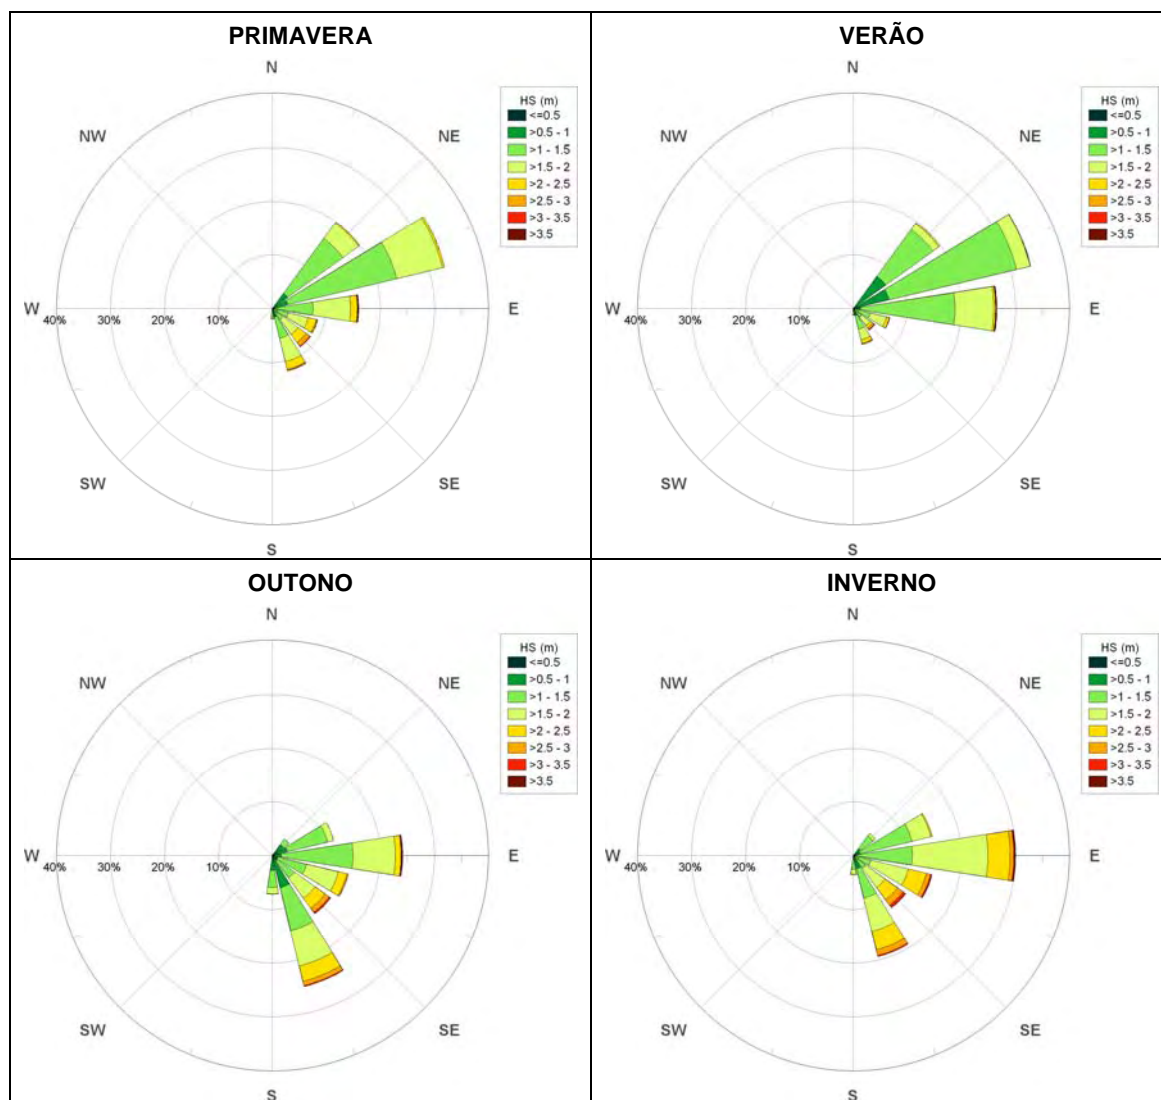 PRIMAVERA
N
NW
NE
W
E
40%
30%
20%
10%
SW
SE
S
HS (m)
<=0.5
>0.5 - 1
>1 - 1.5
>1.5 - 2
>2 - 2.5
>2.5 - 3
>3 - 3.5
>3.5
VERÃO
N
NW
NE
W
E
40%
30%
20%
10%
SW
SE
S
HS (m)
<=0.5
>0.5 - 1
>1 - 1.5
>1.5 - 2
>2 - 2.5
>2.5 - 3
>3 - 3.5
>3.5
OUTONO
N
NW
NE
W
E
40%
30%
20%
10%
SW
SE
S
HS (m)
<=0.5
>0.5 - 1
>1 - 1.5
>1.5 - 2
>2 - 2.5
>2.5 - 3
>3 - 3.5
>3.5
INVERNO
N
NW
NE
W
E
40%
30%
20%
10%
SW
SE
S
HS (m)
<=0.5
>0.5 - 1
>1 - 1.5
>1.5 - 2
>2 - 2.5
>2.5 - 3
>3 - 3.5
>3.5